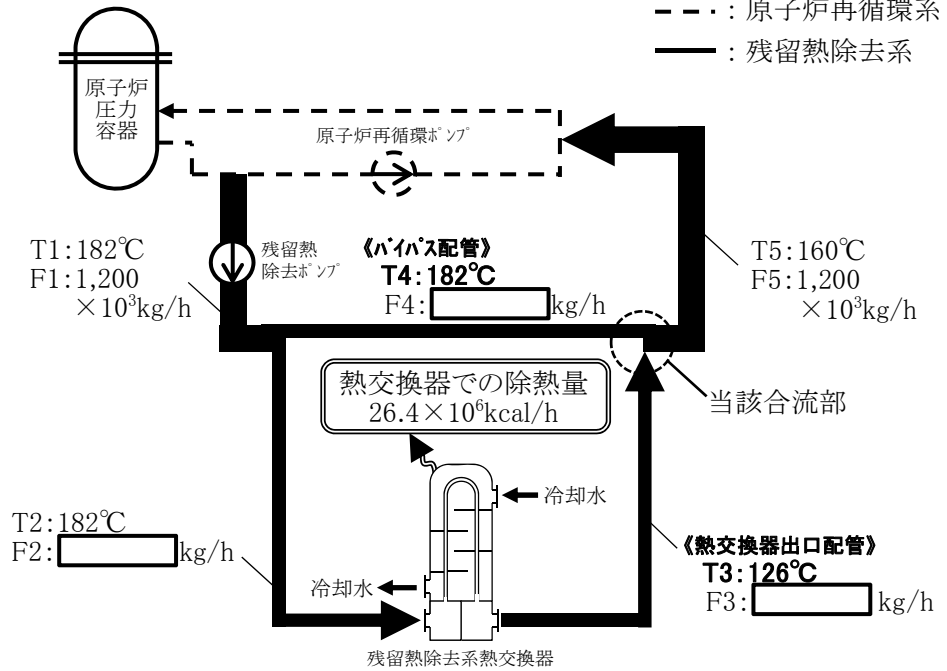 : 原子炉再循環系
: 残留熱除去系
原子炉
圧力
容器
原子炉再循環ﾎﾟﾝﾌﾟ
T1:182℃
F1:1,200
×10³kg/h
残留熱
除去ﾎﾟﾝﾌﾟ
《ﾊﾞｲﾊﾟｽ配管》
T4:182℃
F4: kg/h
T5:160℃
F5:1,200
×10³kg/h
熱交換器での除熱量
26.4×10⁶kcal/h
当該合流部
冷却水
T2:182℃
F2: kg/h
冷却水
《熱交換器出口配管》
T3:126℃
F3: kg/h
残留熱除去系熱交換器